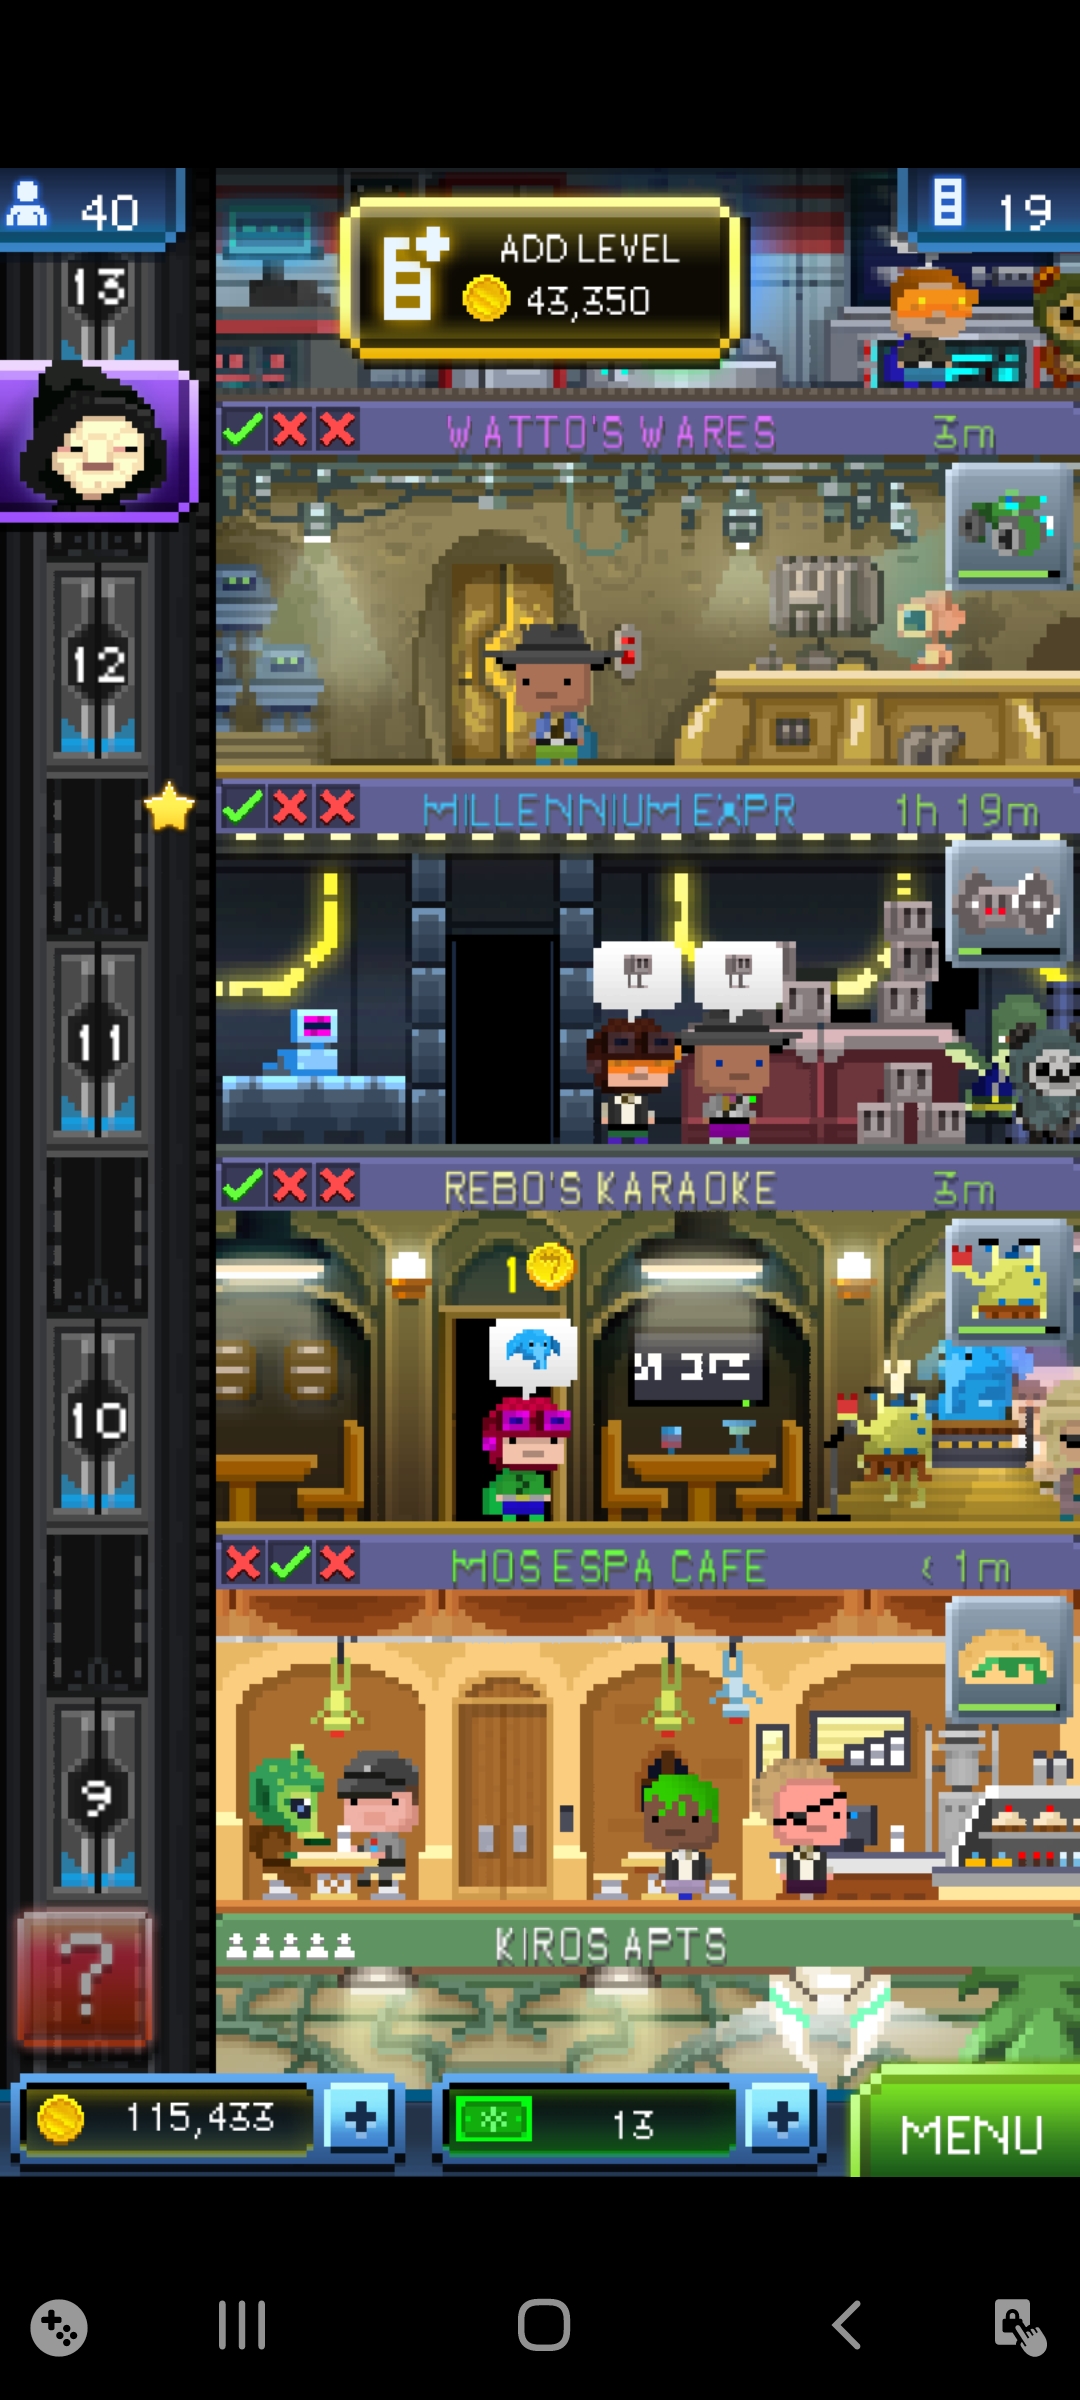 40
ADD LEVEL
43,350
19
13
WATTO'S WARES
3m
12
MILLENNIUM EXPR
1h 19m
11
REBO'S KARAOKE
3m
1
10
MOS ESPA CAFE
< 1m
9
KIROS APTS
?
115,433
+
13
+
MENU